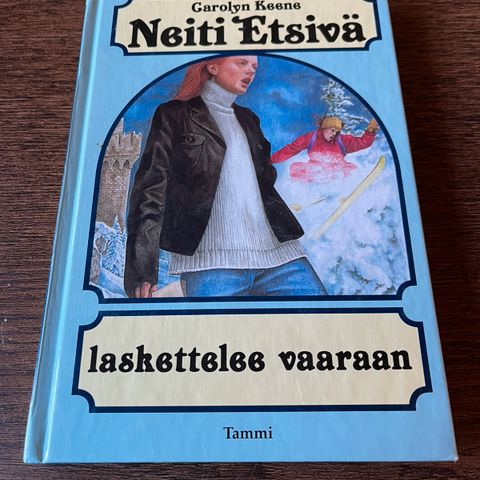 Carolyn Keene
Neiti Etsivä
laskettelee vaaraan
Tammi